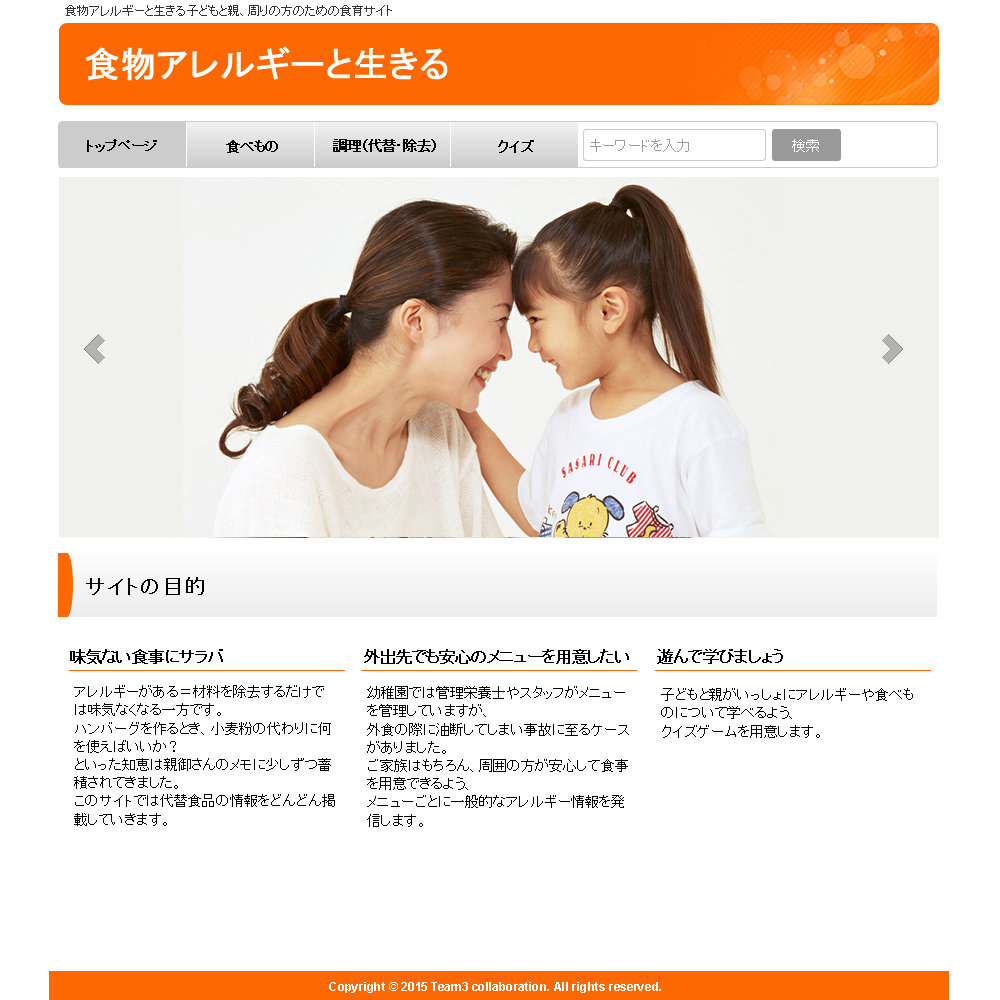 食物アレルギーと生きる子どもと親、周りの方のための食育サイト
食物アレルギーと生きる
トップページ
食べもの
調理(代替・除去)
クイズ
キーワードを入力
検索
SASARI CLUB
サイトの目的
味気ない食事にサラバ
アレルギーがある＝材料を除去するだけで
は味気なくなる一方です。
ハンバーグを作るとき、小麦粉の代わりに何
を使えばいいか？
といった知恵は親御さんのメモに少しずつ蓄
積されてきました。
このサイトでは代替食品の情報をどんどん掲
載していきます。
外出先でも安心のメニューを用意したい
幼稚園では管理栄養士やスタッフがメニュー
を管理していますが、
外食の際に油断してしまい事故に至るケース
がありました。
ご家族はもちろん、周囲の方が安心して食事
を用意できるよう、
メニューごとに一般的なアレルギー情報を発
信します。
遊んで学びましょう
子どもと親がいっしょにアレルギーや食べも
のについて学べるよう、
クイズゲームを用意します。
Copyright © 2015 Team3 collaboration. All rights reserved.